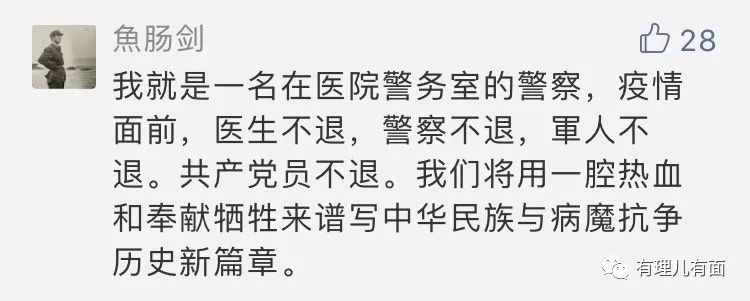 魚肠剑
28
我就是一名在医院警务室的警察，疫情
面前，医生不退，警察不退，軍人不
退。共产党员不退。我们将用一腔热血
和奉献牺牲来谱写中华民族与病魔抗争
历史新篇章。
有理儿有面